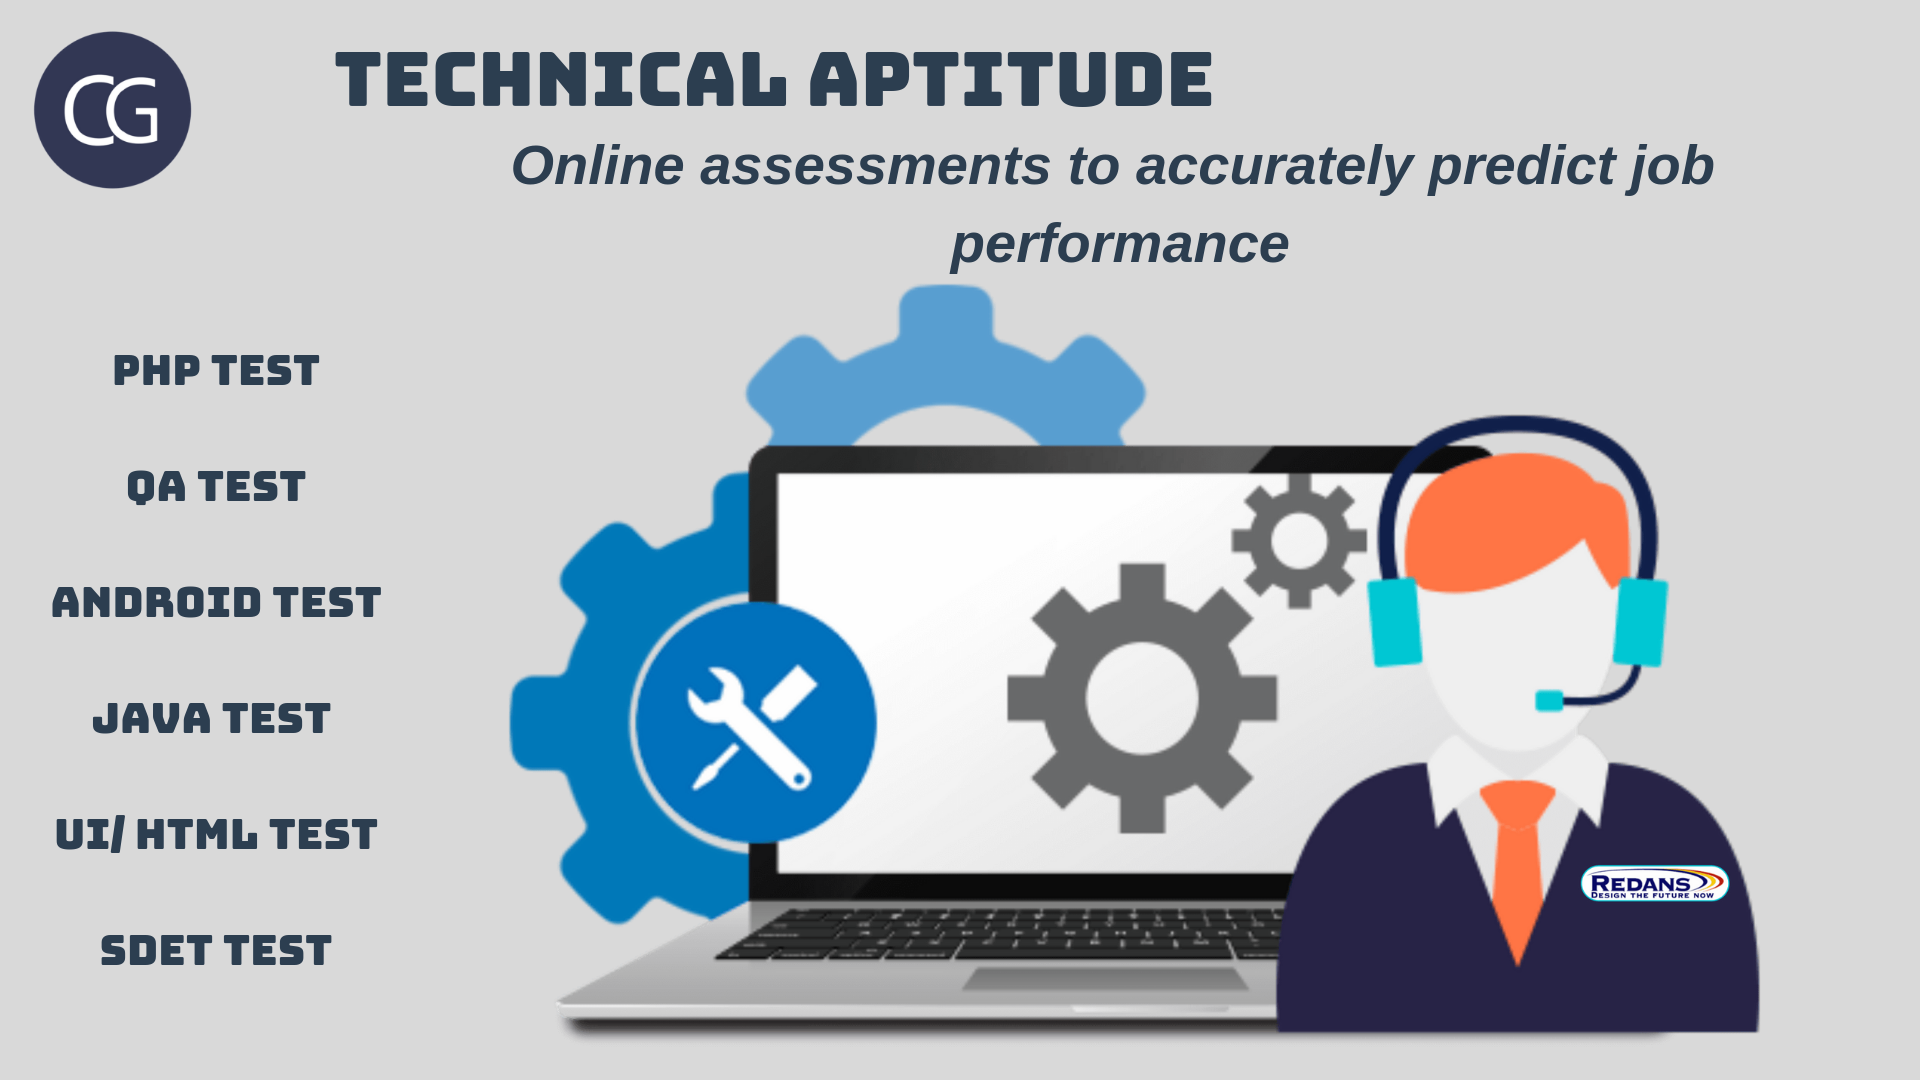 CG
TECHNICAL APTITUDE
Online assessments to accurately predict job
performance
PHP TEST
QA TEST
ANDROID TEST
JAVA TEST
UI/ HTML TEST
SDET TEST
REDANS
DESIGN THE FUTURE NOW